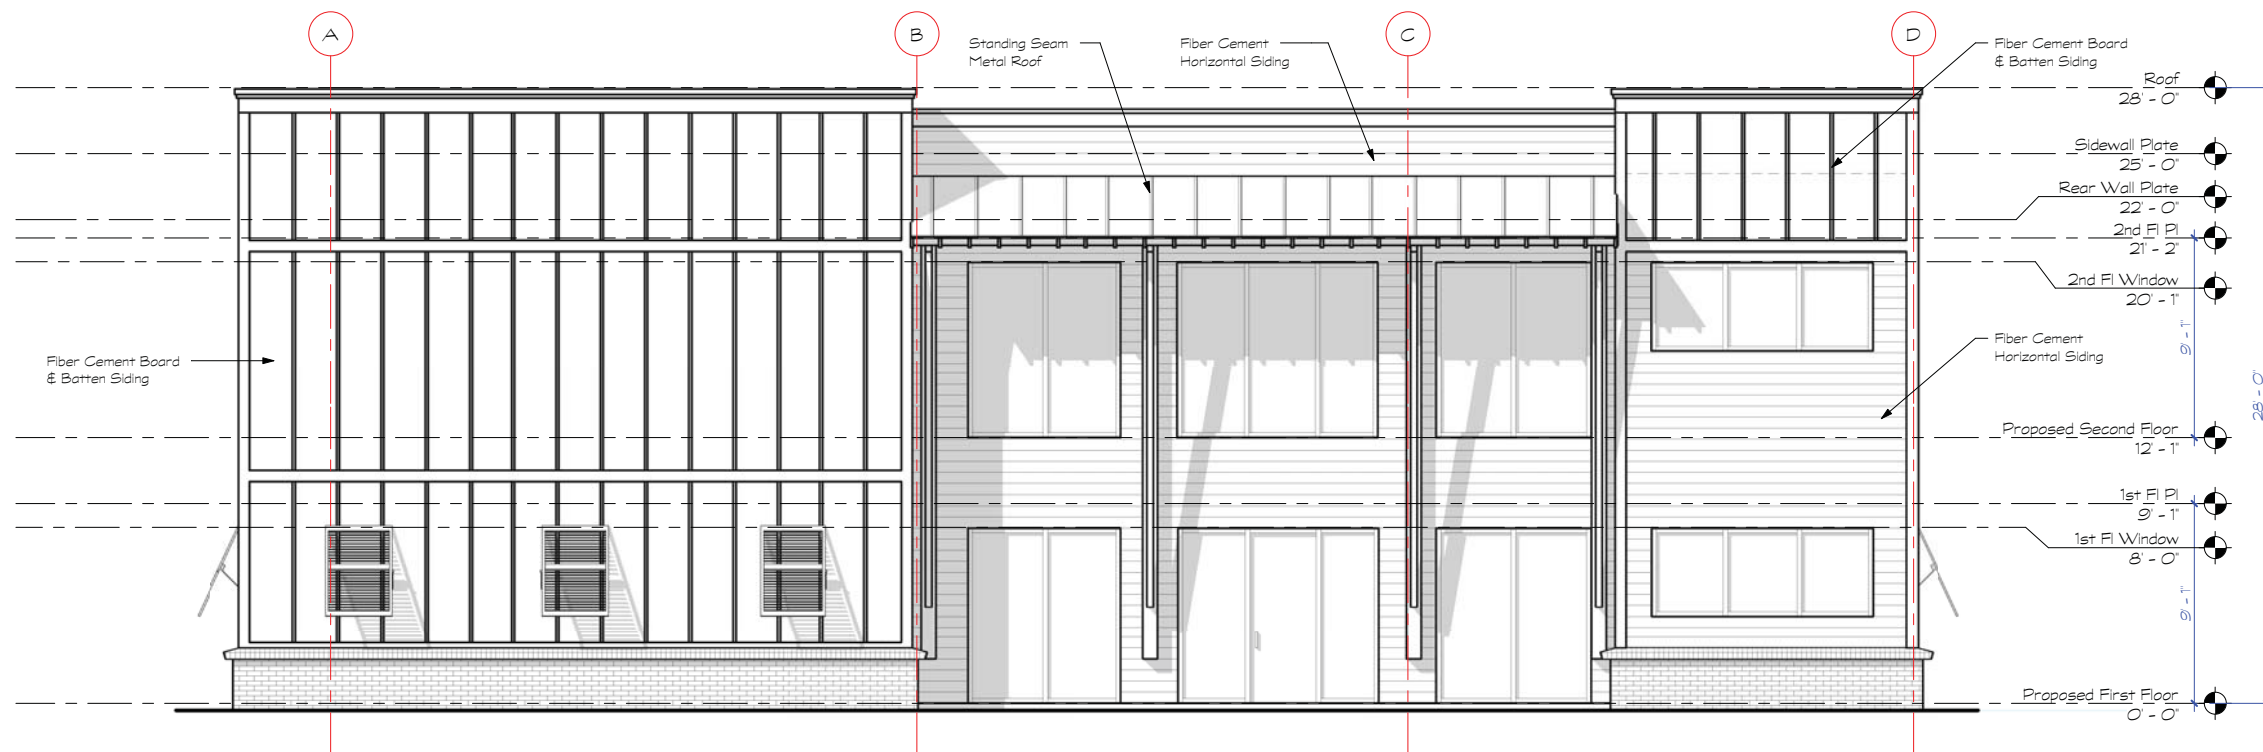 A
B
C
D
Standing Seam
Metal Roof
Fiber Cement
Horizontal Siding
Fiber Cement Board
& Batten Siding
Roof
28' - 0"
Sidewall Plate
25' - 0"
Rear Wall Plate
22' - 0"
2nd Fl Pl
21' - 2"
2nd Fl Window
20' - 1"
9' - 1"
Fiber Cement
Horizontal Siding
Fiber Cement Board
& Batten Siding
28' - 0"
Proposed Second Floor
12' - 1"
1st Fl Pl
9' - 1"
1st Fl Window
8' - 0"
9' - 1"
Proposed First Floor
0' - 0"